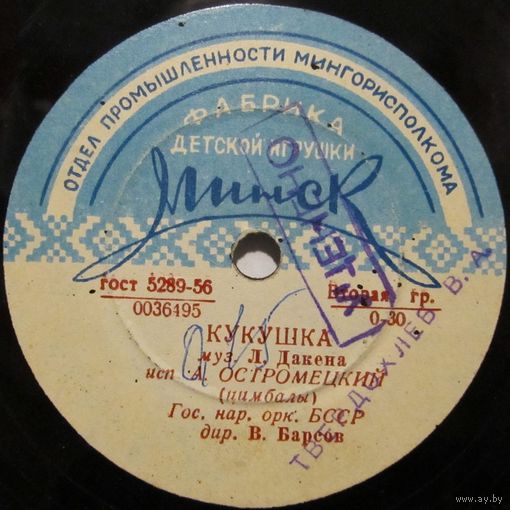 ОТДЕЛ ПРОМЫШЛЕННОСТИ МИНГОРИСПОЛКОМА
ФАБРИКА
ДЕТСКОЙ ИГРУШКИ
Минск
ГОСТ 5289-56
0036495
Вторая гр.
0-30
КУКУШКА
муз. Л. Дакена
исп А. ОСТРОМЕЦКИЙ
(цимбалы)
Гос. нар. орк. БССР
дир. В. Барсов
ТВЕРДОХЛЕБ В. А.
www.ay.by